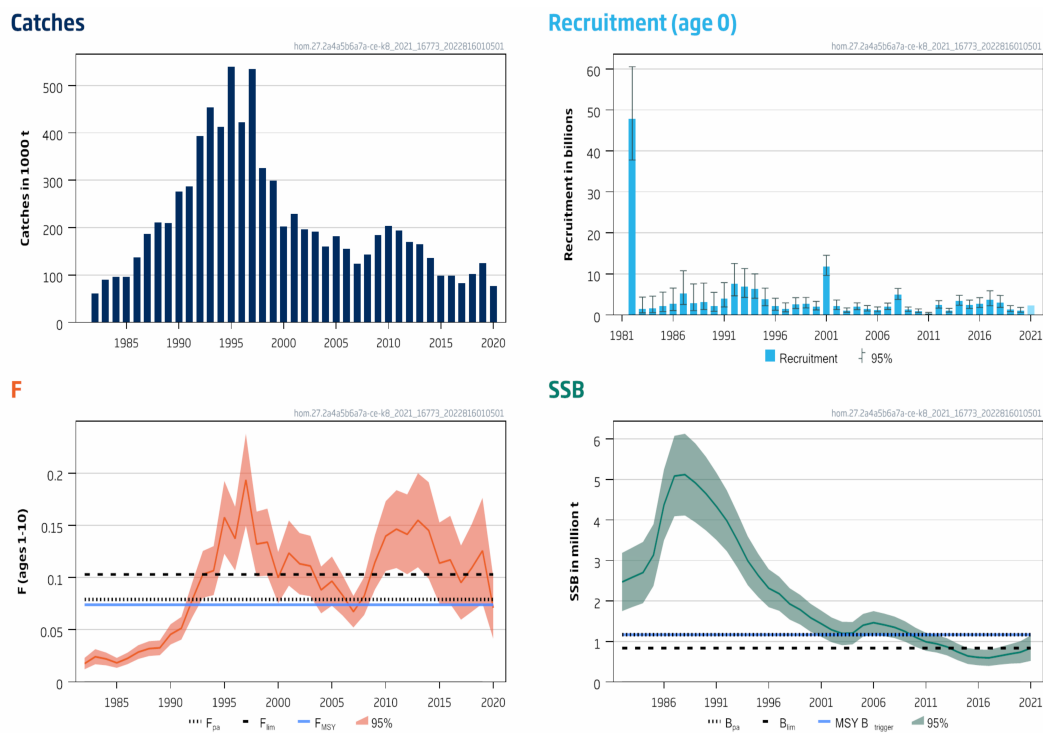 Catches
hom.27.2a4a5b6a7a-ce-k8_2021_16773_2022816010501
Catches in 1000 t
500
400
300
200
100
0
1985 1990 1995 2000 2005 2010 2015 2020
Recruitment (age 0)
hom.27.2a4a5b6a7a-ce-k8_2021_16773_2022816010501
Recruitment in billions
60
50
40
30
20
10
0
1981 1986 1991 1996 2001 2006 2011 2016 2021
Recruitment 95%
F
hom.27.2a4a5b6a7a-ce-k8_2021_16773_2022816010501
F (ages 1-10)
0.2
0.15
0.1
0.05
0
1985 1990 1995 2000 2005 2010 2015 2020
Fpa Flim FMSY 95%
SSB
hom.27.2a4a5b6a7a-ce-k8_2021_16773_2022816010501
SSB in million t
6
5
4
3
2
1
0
1986 1991 1996 2001 2006 2011 2016 2021
Bpa Blim MSY B trigger 95%